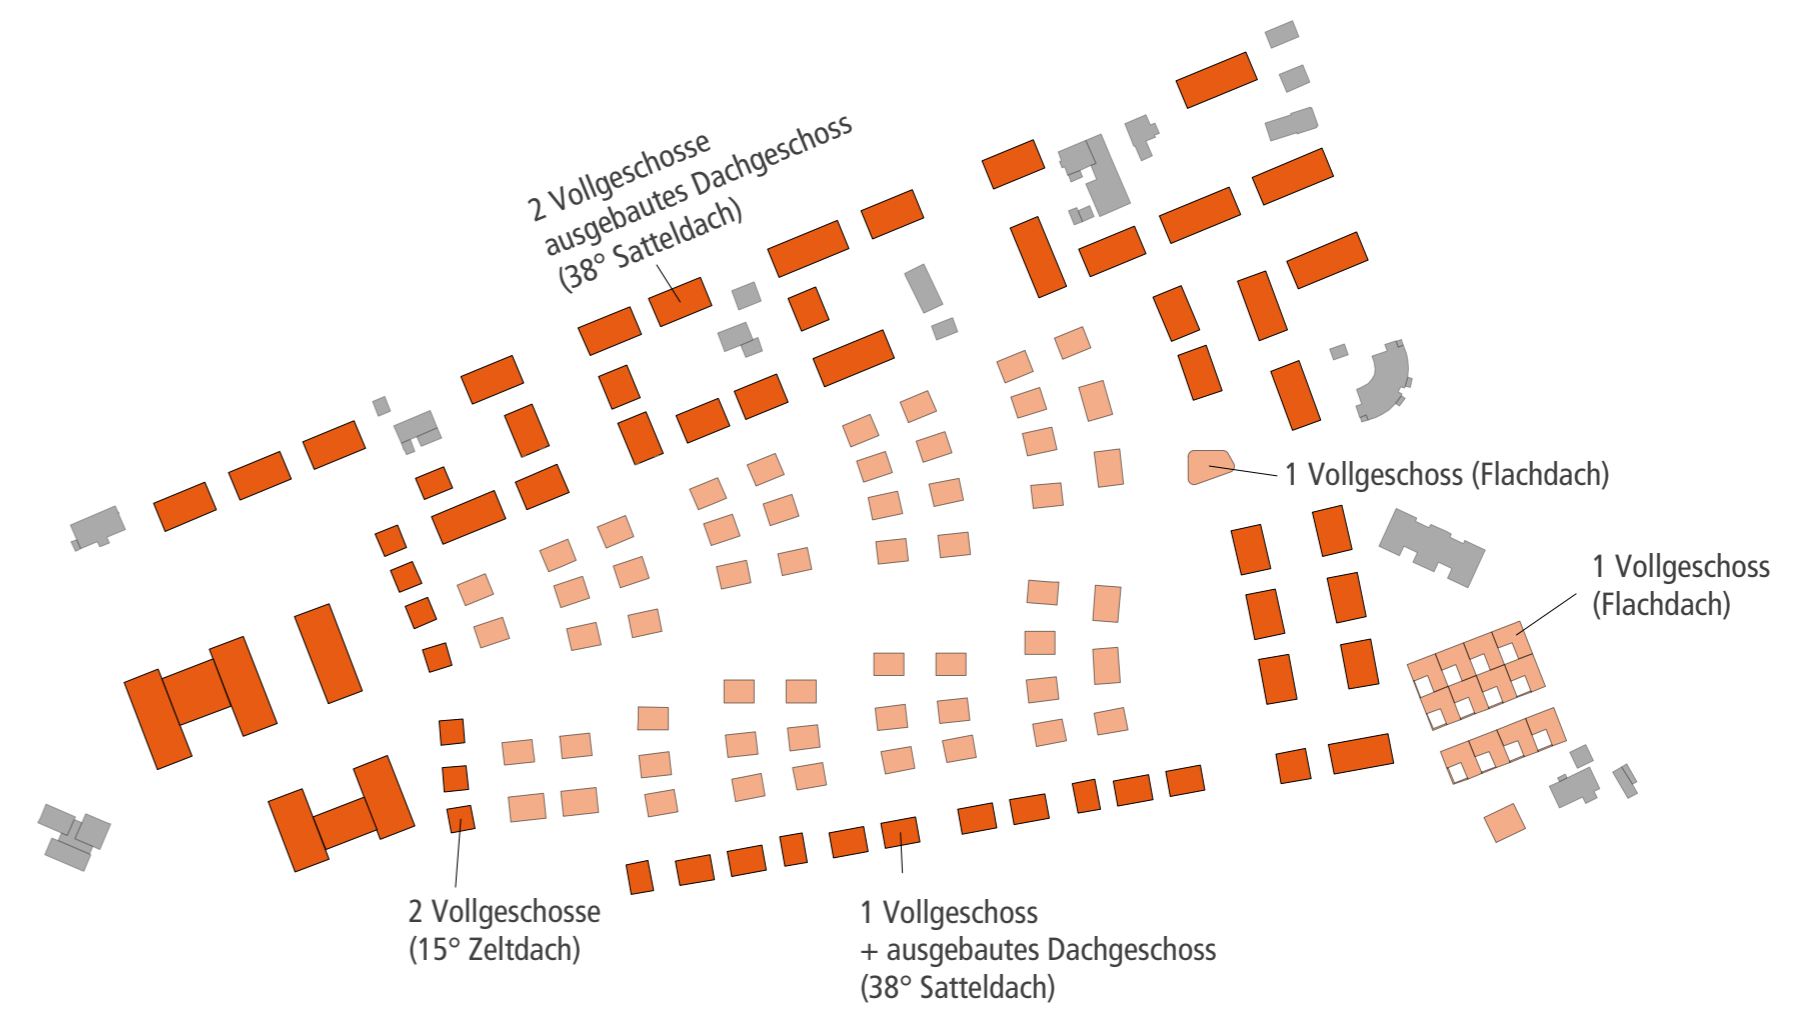 2 Vollgeschosse
ausgebautes Dachgeschoss
(38° Satteldach)
1 Vollgeschoss (Flachdach)
1 Vollgeschoss
(Flachdach)
2 Vollgeschosse
(15° Zeltdach)
1 Vollgeschoss
+ ausgebautes Dachgeschoss
(38° Satteldach)